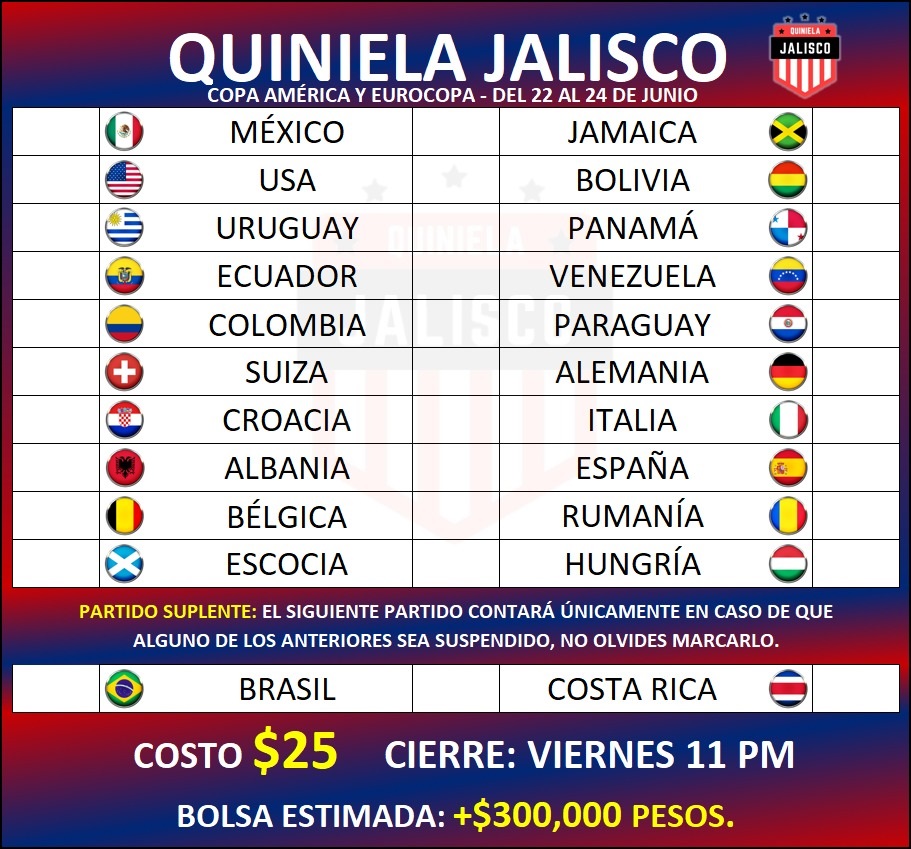 QUINIELA JALISCO
QUINIELA
JALISCO
COPA AMÉRICA Y EUROCOPA - DEL 22 AL 24 DE JUNIO
MÉXICO JAMAICA
USA BOLIVIA
URUGUAY PANAMÁ
QUINIELA
ECUADOR VENEZUELA
COLOMBIA PARAGUAY
JALISCO
SUIZA ALEMANIA
CROACIA ITALIA
ALBANIA ESPAÑA
BÉLGICA RUMANÍA
ESCOCIA HUNGRÍA
PARTIDO SUPLENTE: EL SIGUIENTE PARTIDO CONTARÁ ÚNICAMENTE EN CASO DE QUE
ALGUNO DE LOS ANTERIORES SEA SUSPENDIDO, NO OLVIDES MARCARLO.
BRASIL COSTA RICA
COSTO $25 CIERRE: VIERNES 11 PM
BOLSA ESTIMADA: +$300,000 PESOS.